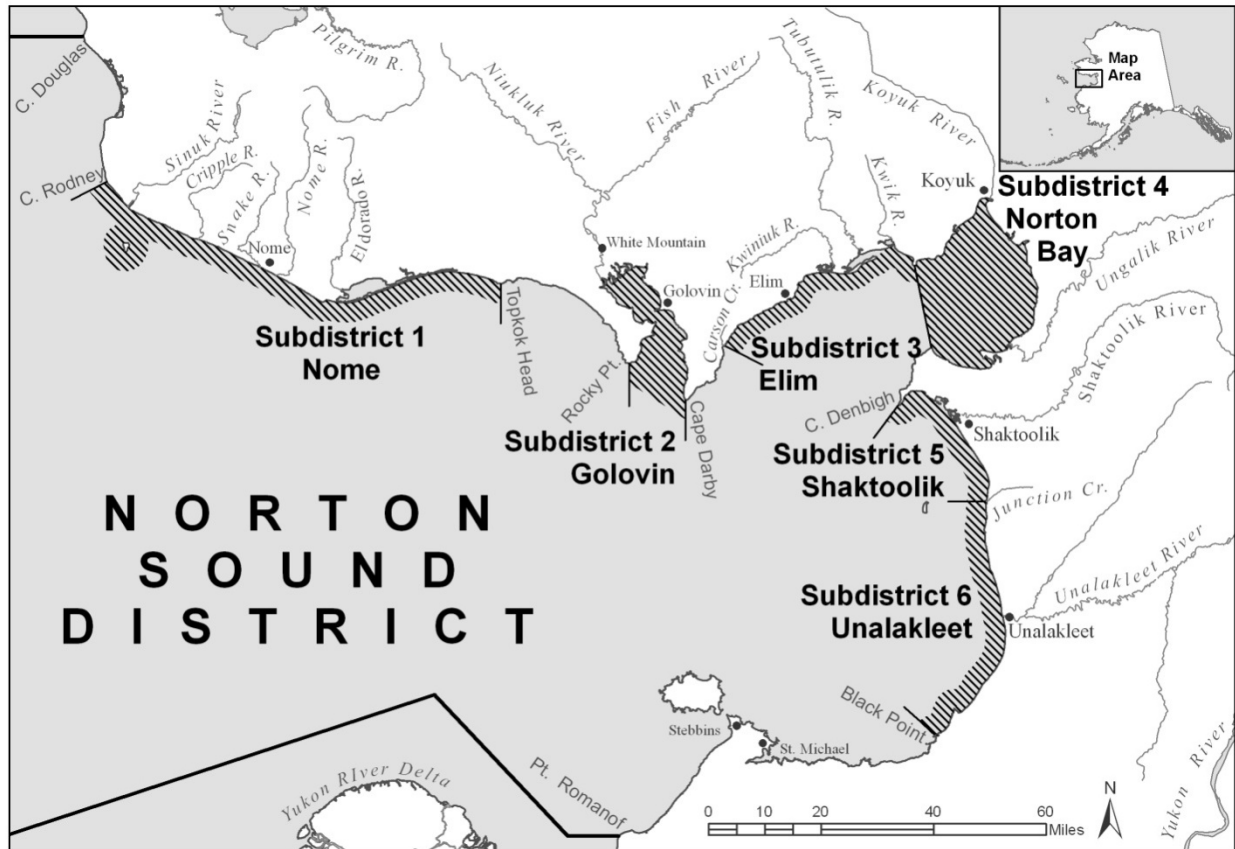 C. Douglas
Pilgrim R.
Sinuk River
Cripple R.
Snake R.
Nome R.
Eldorado R.
Niukluk River
Fish River
Tubutulik R.
Koyuk River
Kwik R.
Map
Area
C. Rodney
Nome
White Mountain
Golovin
Kwiniuk R.
Carson Cr.
Elim
Koyuk
Subdistrict 4
Norton
Bay
Ungalik River
Shaktoolik River
Subdistrict 1
Nome
Topkok Head
Rocky Pt.
Subdistrict 3
Elim
Subdistrict 2
Golovin
Cape Darby
C. Denbigh
Shaktoolik
Subdistrict 5
Shaktoolik
Junction Cr.
NORTON
SOUND
DISTRICT
Subdistrict 6
Unalakleet
Unalakleet River
Unalakleet
Black Point
Stebbins
St. Michael
Pt. Romanof
Yukon RIver Delta
Yukon River
N
0 5 10 20 40 60
Miles